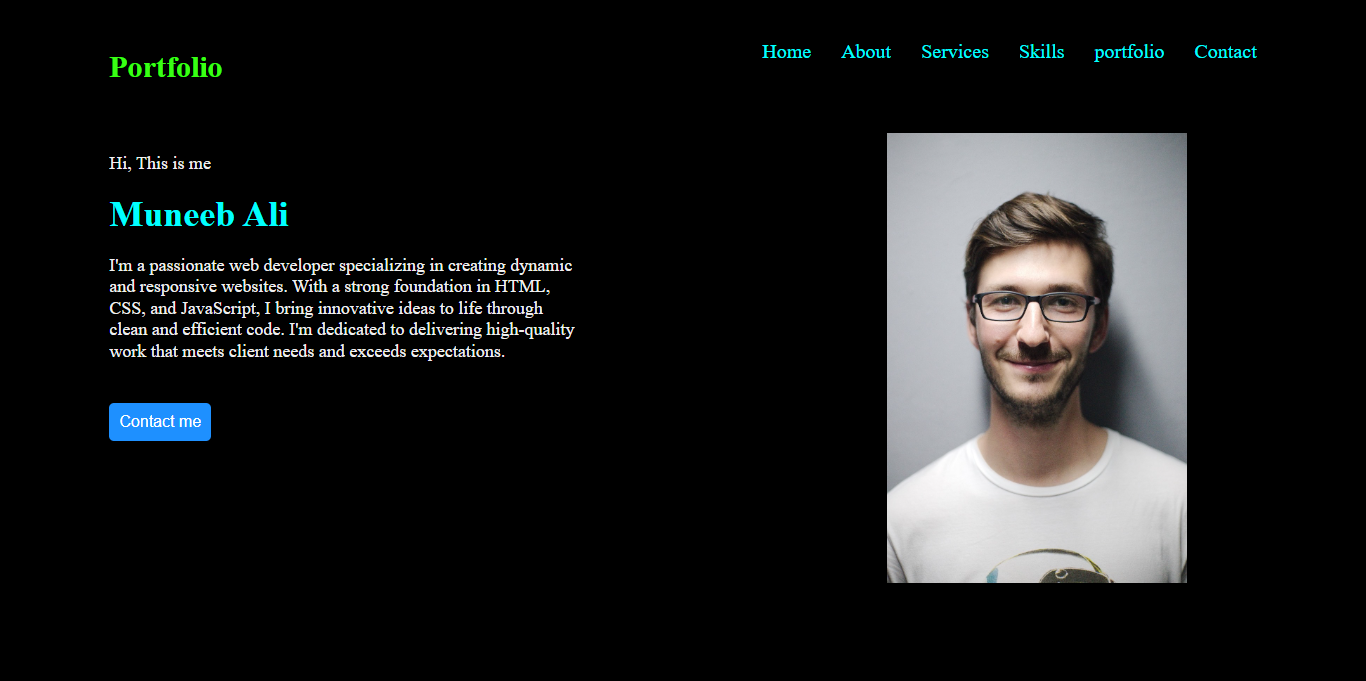 Portfolio
Home About Services Skills portfolio Contact
Hi, This is me
Muneeb Ali
I'm a passionate web developer specializing in creating dynamic
and responsive websites. With a strong foundation in HTML,
CSS, and JavaScript, I bring innovative ideas to life through
clean and efficient code. I'm dedicated to delivering high-quality
work that meets client needs and exceeds expectations.
Contact me